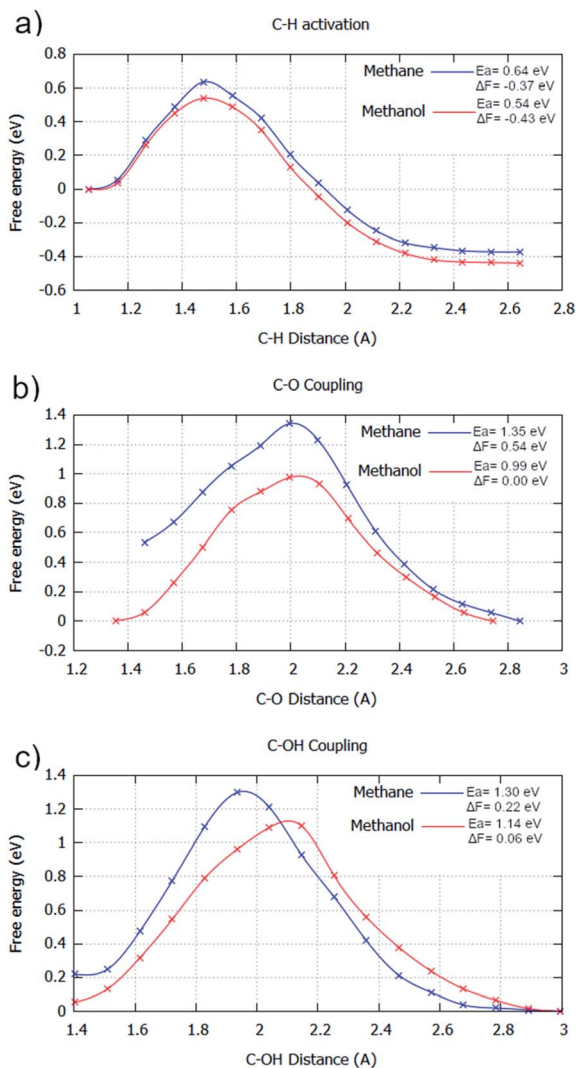 a)
C-H activation
Methane
Ea= 0.64 eV
ΔF= -0.37 eV
Methanol
Ea= 0.54 eV
ΔF= -0.43 eV
Free energy (eV)
0.8
0.6
0.4
0.2
0
-0.2
-0.4
-0.6
1 1.2 1.4 1.6 1.8 2 2.2 2.4 2.6 2.8
C-H Distance (A)
b)
C-O Coupling
Methane
Ea= 1.35 eV
ΔF= 0.54 eV
Methanol
Ea= 0.99 eV
ΔF= 0.00 eV
Free energy (eV)
1.4
1.2
1
0.8
0.6
0.4
0.2
0
-0.2
1.2 1.4 1.6 1.8 2 2.2 2.4 2.6 2.8 3
C-O Distance (A)
c)
C-OH Coupling
Methane
Ea= 1.30 eV
ΔF= 0.22 eV
Methanol
Ea= 1.14 eV
ΔF= 0.06 eV
Free energy (eV)
1.4
1.2
1
0.8
0.6
0.4
0.2
0
1.4 1.6 1.8 2 2.2 2.4 2.6 2.8 3
C-OH Distance (A)